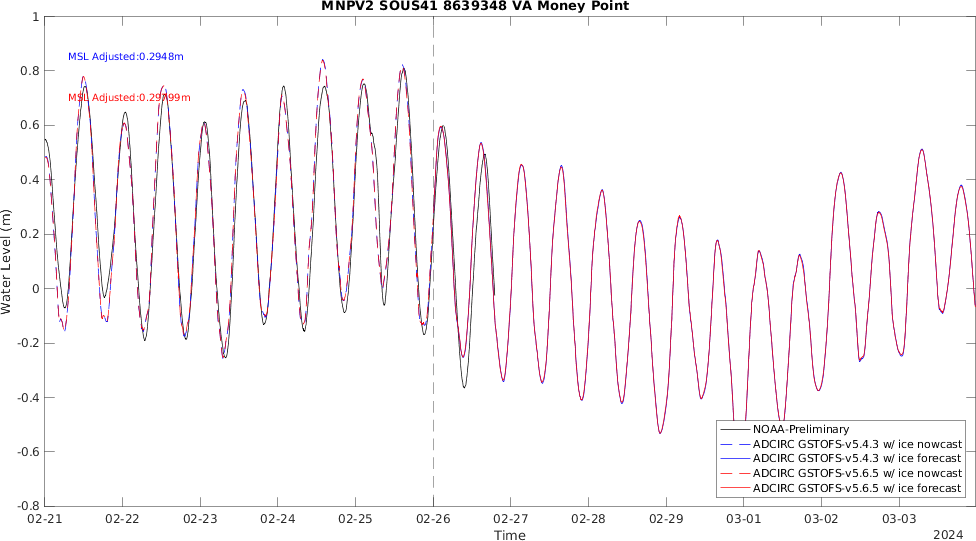 MNPV2 SOUS41 8639348 VA Money Point
MSL Adjusted:0.2948m
MSL Adjusted:0.29799m
Water Level (m)
1
0.8
0.6
0.4
0.2
0
-0.2
-0.4
-0.6
-0.8
NOAA-Preliminary
ADCIRC GSTOFS-v5.4.3 w/ ice nowcast
ADCIRC GSTOFS-v5.4.3 w/ ice forecast
ADCIRC GSTOFS-v5.6.5 w/ ice nowcast
ADCIRC GSTOFS-v5.6.5 w/ ice forecast
02-21 02-22 02-23 02-24 02-25 02-26 02-27 02-28 02-29 03-01 03-02 03-03
Time
2024